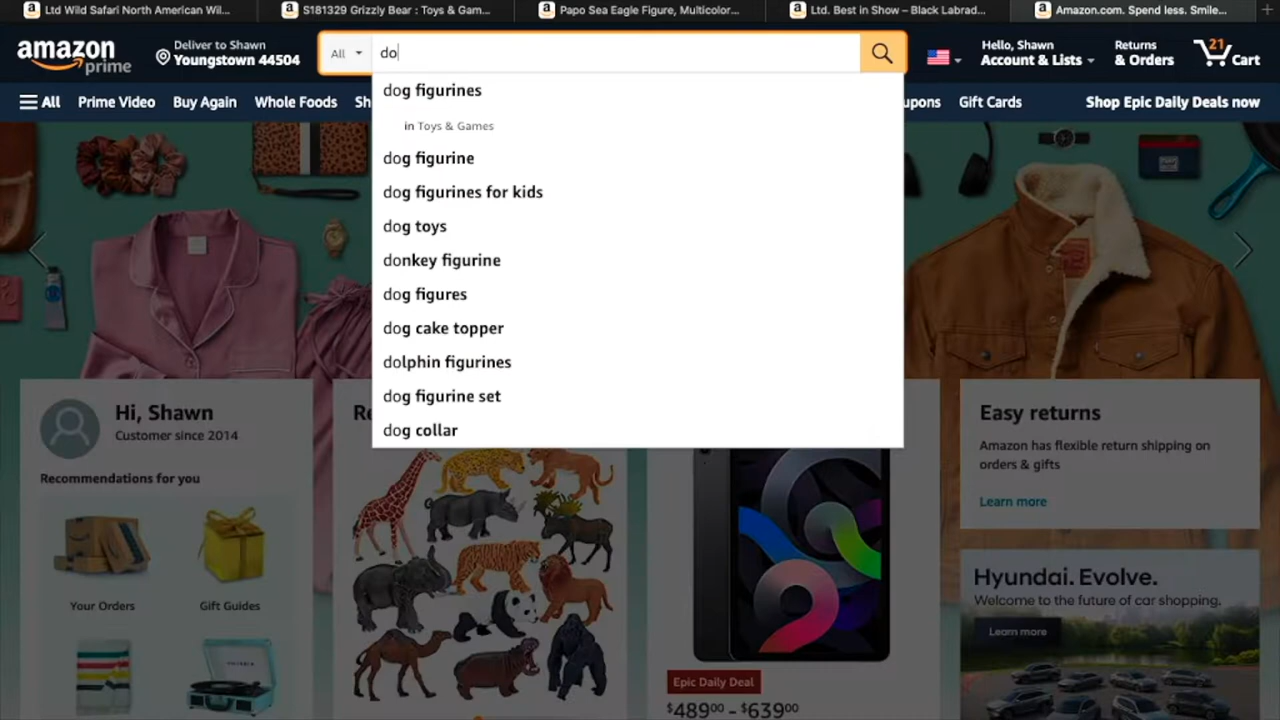 Ltd Wild Safari North American Wil...
S181329 Grizzly Bear : Toys & Gam...
Papo Sea Eagle Figure, Multicolor...
Ltd. Best in Show – Black Labrad...
Amazon.com. Spend less. Smile...
amazon
prime
Deliver to Shawn
Youngstown 44504
All
do
Hello, Shawn
Account & Lists
Returns
& Orders
21
Cart
All
Prime Video
Buy Again
Whole Foods
Sh
upons
Gift Cards
Shop Epic Daily Deals now
dog figurines
in Toys & Games
dog figurine
dog figurines for kids
dog toys
donkey figurine
dog figures
dog cake topper
dolphin figurines
dog figurine set
dog collar
Hi, Shawn
Customer since 2014
Recommendations for you
Your Orders
Gift Guides
Re
Epic Daily Deal
$48900 - $63900
Easy returns
Amazon has flexible return shipping on
orders & gifts
Learn more
Hyundai. Evolve.
Welcome to the future of car shopping.
Learn more